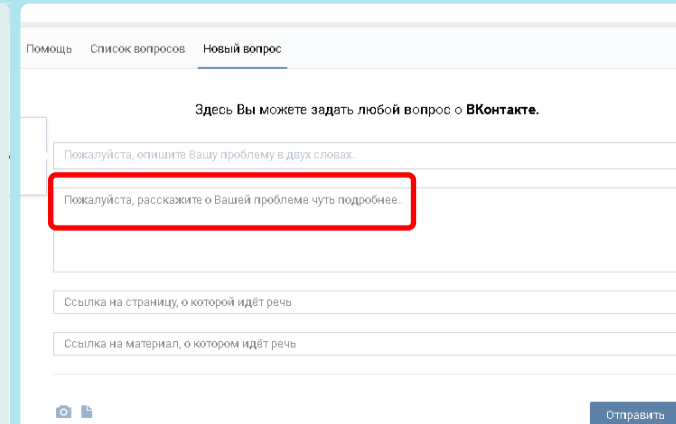 Помощь Список вопросов Новый вопрос
Здесь Вы можете задать любой вопрос о ВКонтакте.
Пожалуйста, опишите Вашу проблему в двух словах..
Пожалуйста, расскажите о Вашей проблеме чуть подробнее..
Ссылка на страницу, о которой идёт речь
Ссылка на материал, о котором идёт речь
Отправить